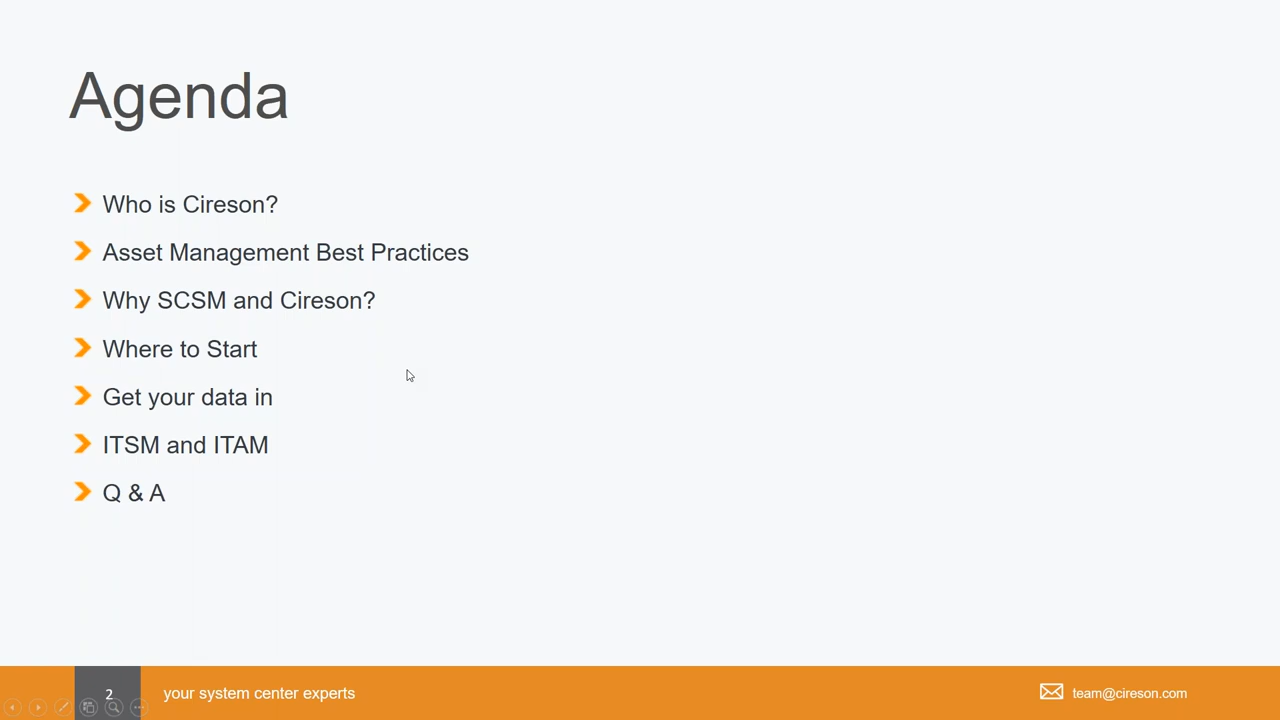 Agenda
Who is Cireson?
Asset Management Best Practices
Why SCSM and Cireson?
Where to Start
Get your data in
ITSM and ITAM
Q & A
2
your system center experts
team@cireson.com